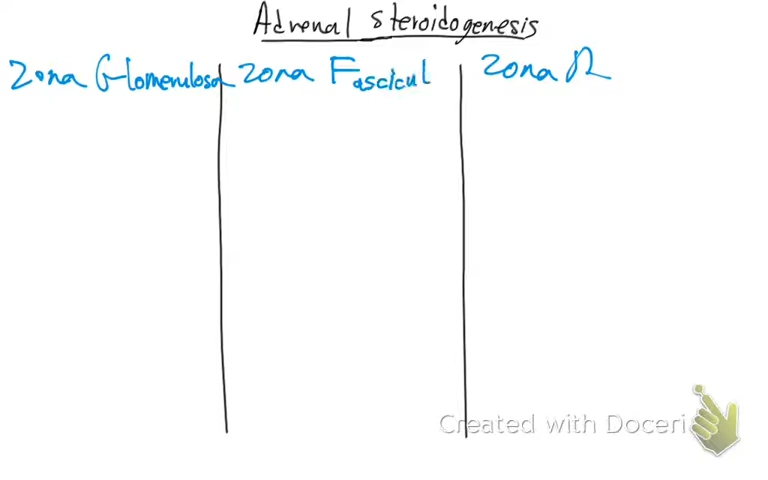 Adrenal steroidogenesis
Zona Glomerulosa Zona Fascicul Zona R
Created with Doceri